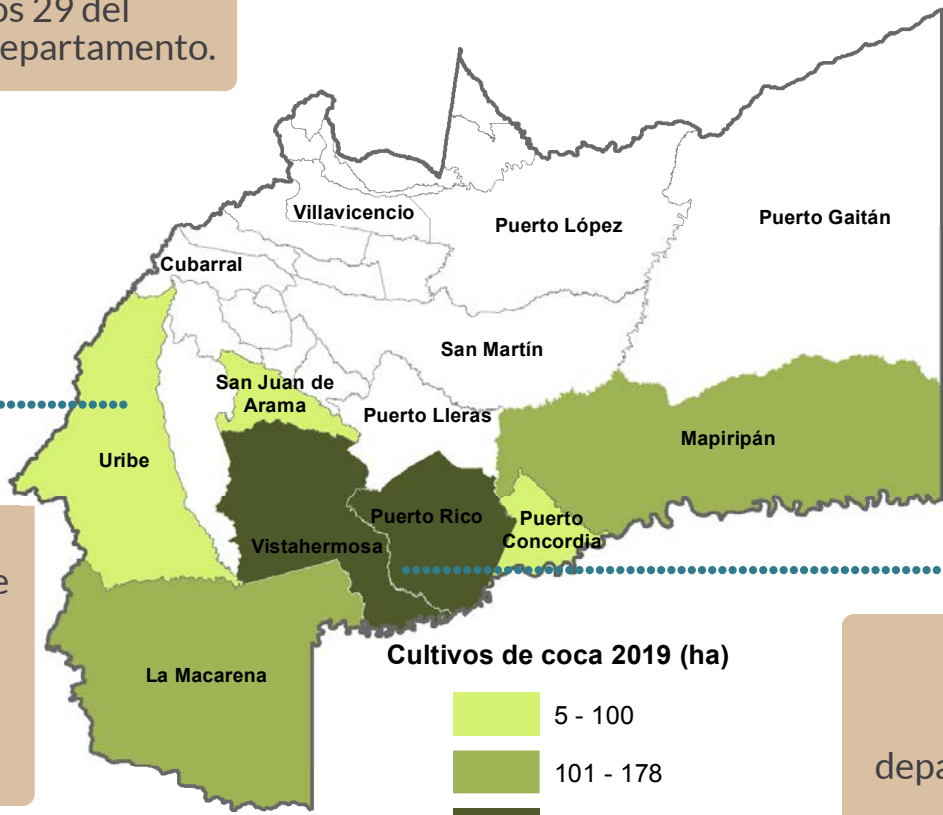 os 29 del
departamento.
Villavicencio
Puerto López
Puerto Gaitán
Cubarral
San Martín
San Juan de
Arama
Puerto Lleras
Mapiripán
Uribe
Puerto Rico
Puerto
Concordia
Vistahermosa
e
La Macarena
Cultivos de coca 2019 (ha)
5 - 100
101 - 178
depa